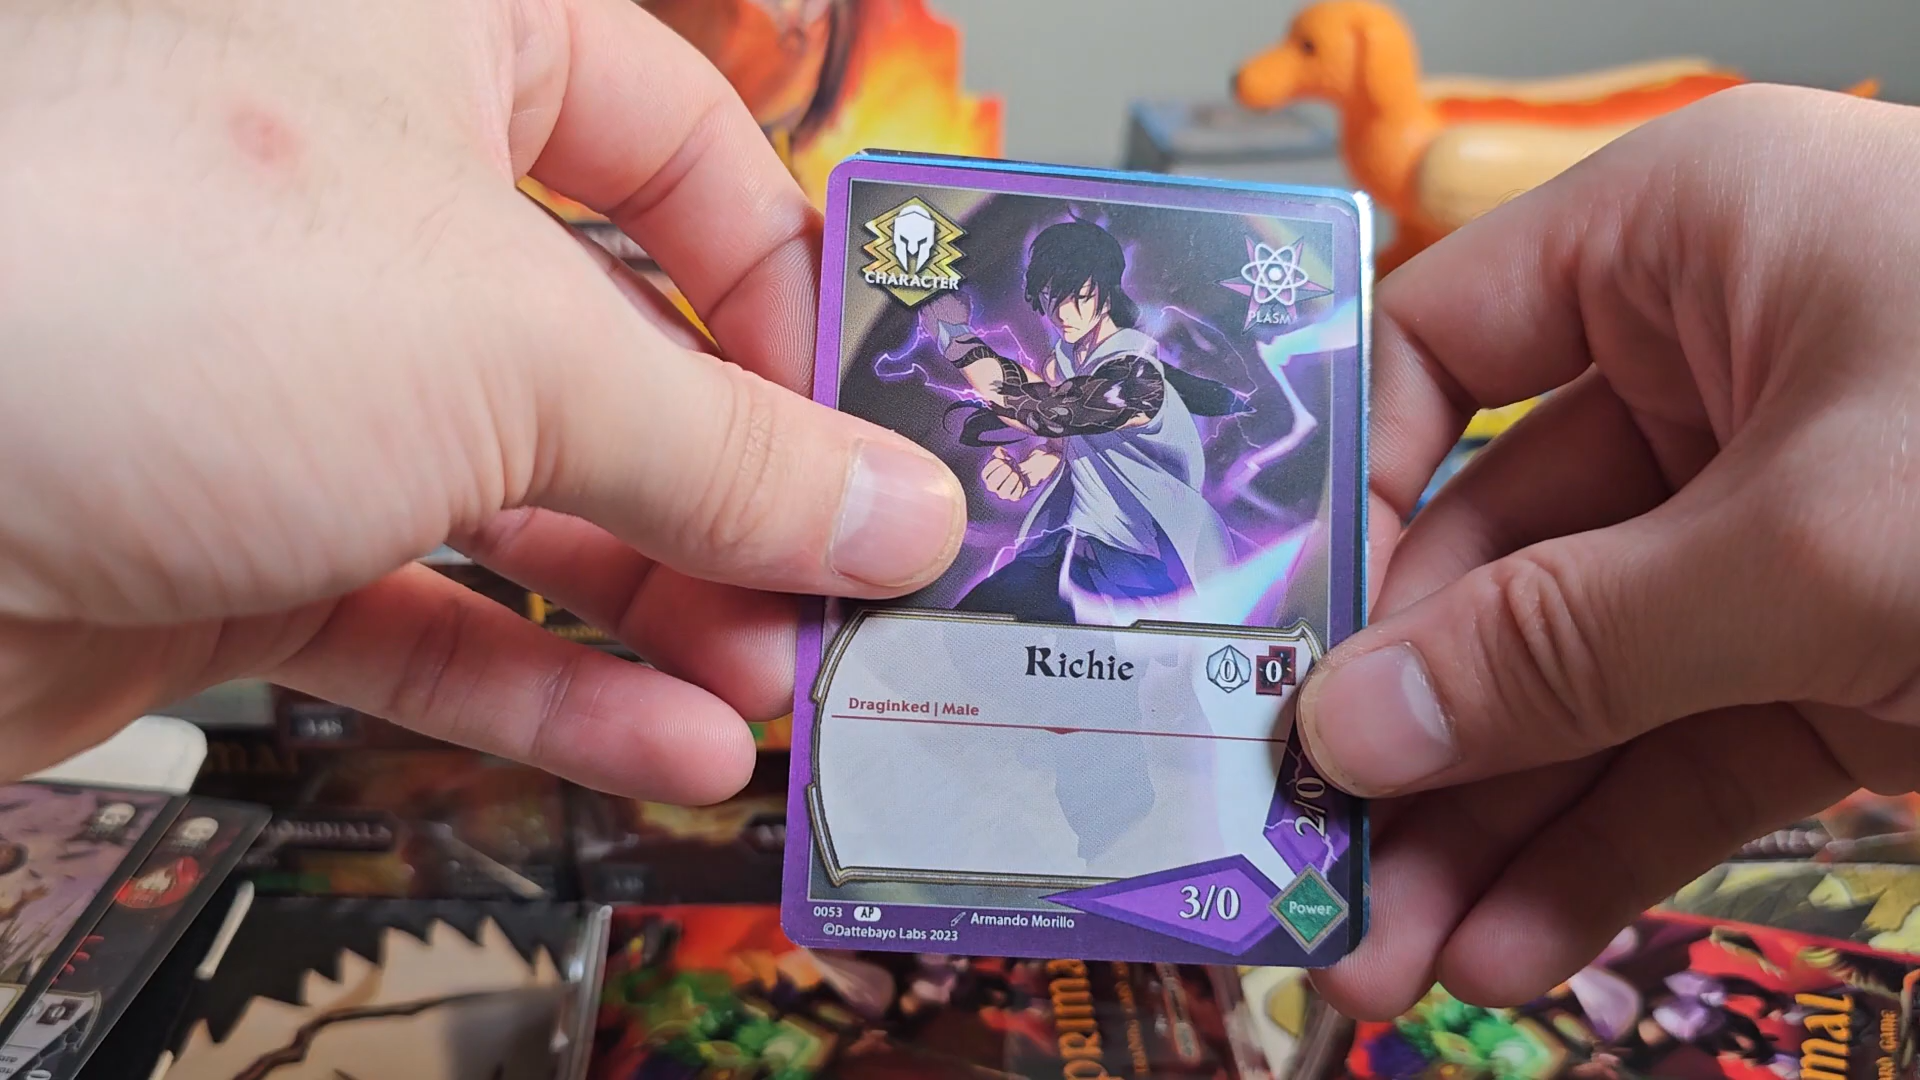 CHARACTER
PLASM
Richie
0 0
Draginked | Male
2/0
3/0
Power
0053 AP
Armando Morillo
©Dattebayo Labs 2023
PRIMAL